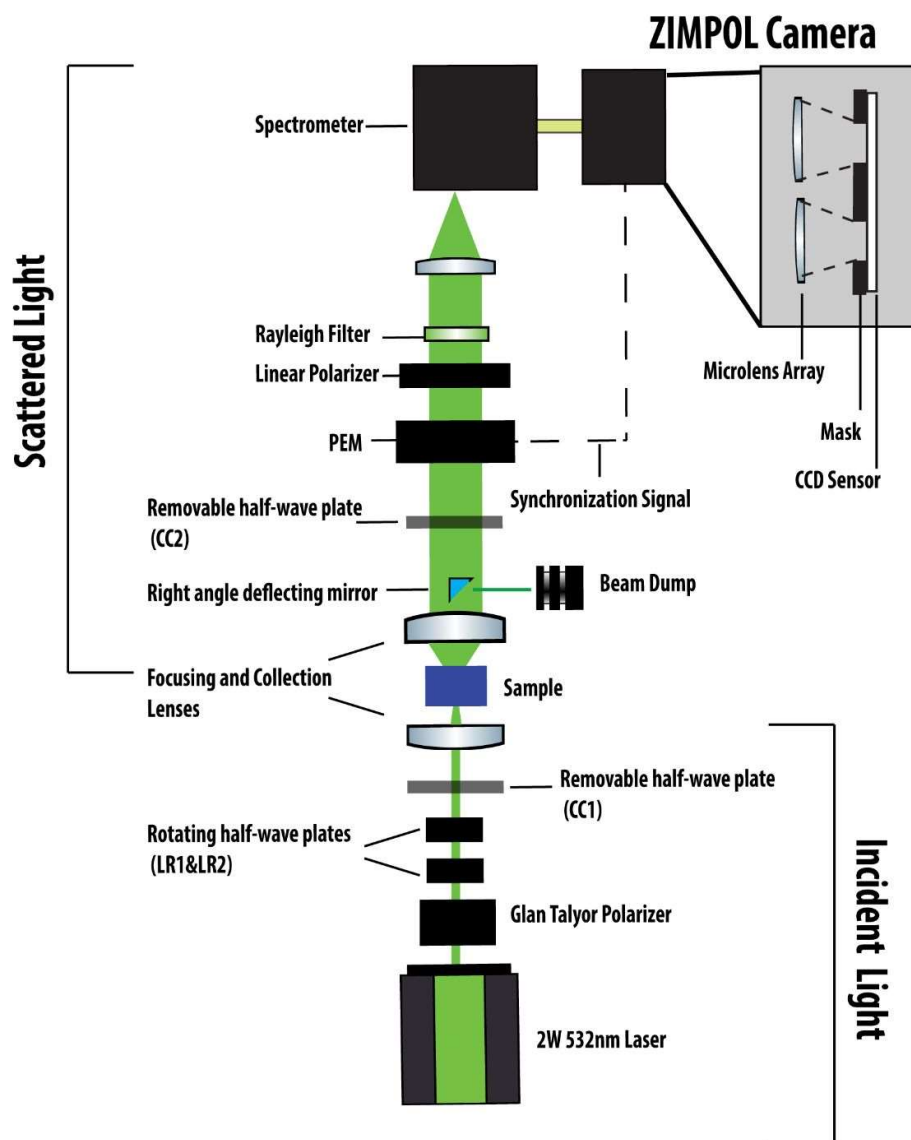 ZIMPOL Camera
Scattered Light
Spectrometer
Rayleigh Filter
Linear Polarizer
Microlens Array
PEM
Mask
CCD Sensor
Synchronization Signal
Removable half-wave plate
(CC2)
Right angle deflecting mirror
Beam Dump
Focusing and Collection
Lenses
Sample
Removable half-wave plate
(CC1)
Rotating half-wave plates
(LR1&LR2)
Glan Talyor Polarizer
Incident Light
2W 532nm Laser